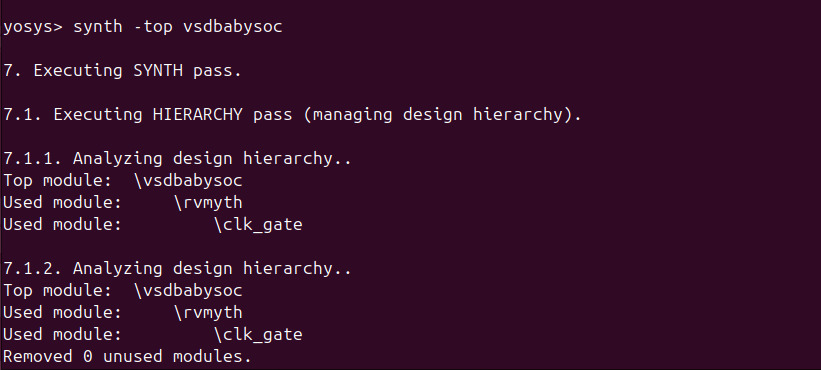 yosys> synth -top vsdbabysoc
7. Executing SYNTH pass.
7.1. Executing HIERARCHY pass (managing design hierarchy).
7.1.1. Analyzing design hierarchy..
Top module:  \vsdbabysoc
Used module:     \rvmyth
Used module:         \clk_gate
7.1.2. Analyzing design hierarchy..
Top module:  \vsdbabysoc
Used module:     \rvmyth
Used module:         \clk_gate
Removed 0 unused modules.